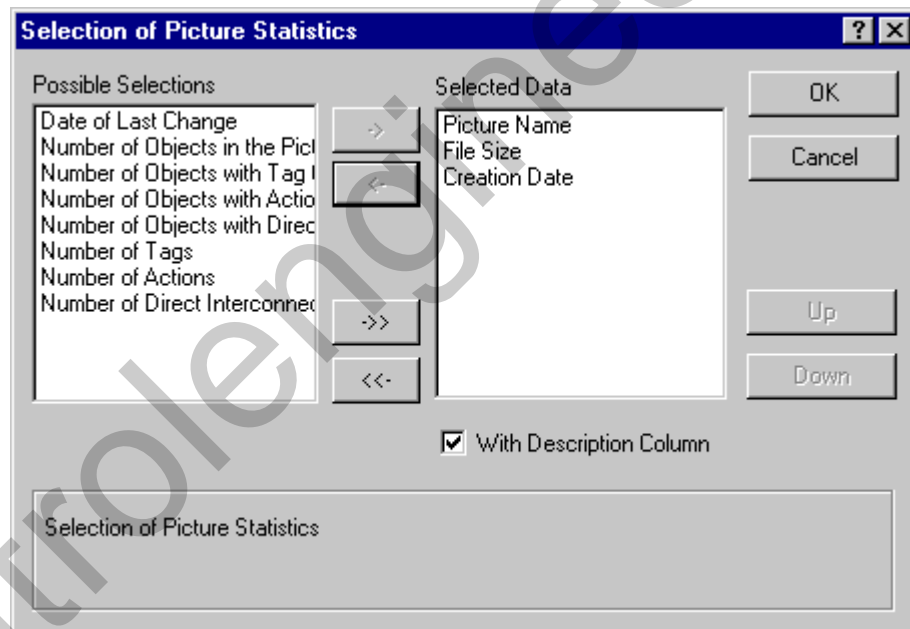 Selection of Picture Statistics
Possible Selections
Date of Last Change
Number of Objects in the Pict
Number of Objects with Tag
Number of Objects with Actio
Number of Objects with Direc
Number of Tags
Number of Actions
Number of Direct Interconnec
->
<-
->>
<<-
Selected Data
Picture Name
File Size
Creation Date
With Description Column
OK
Cancel
Up
Down
Selection of Picture Statistics
trolengine